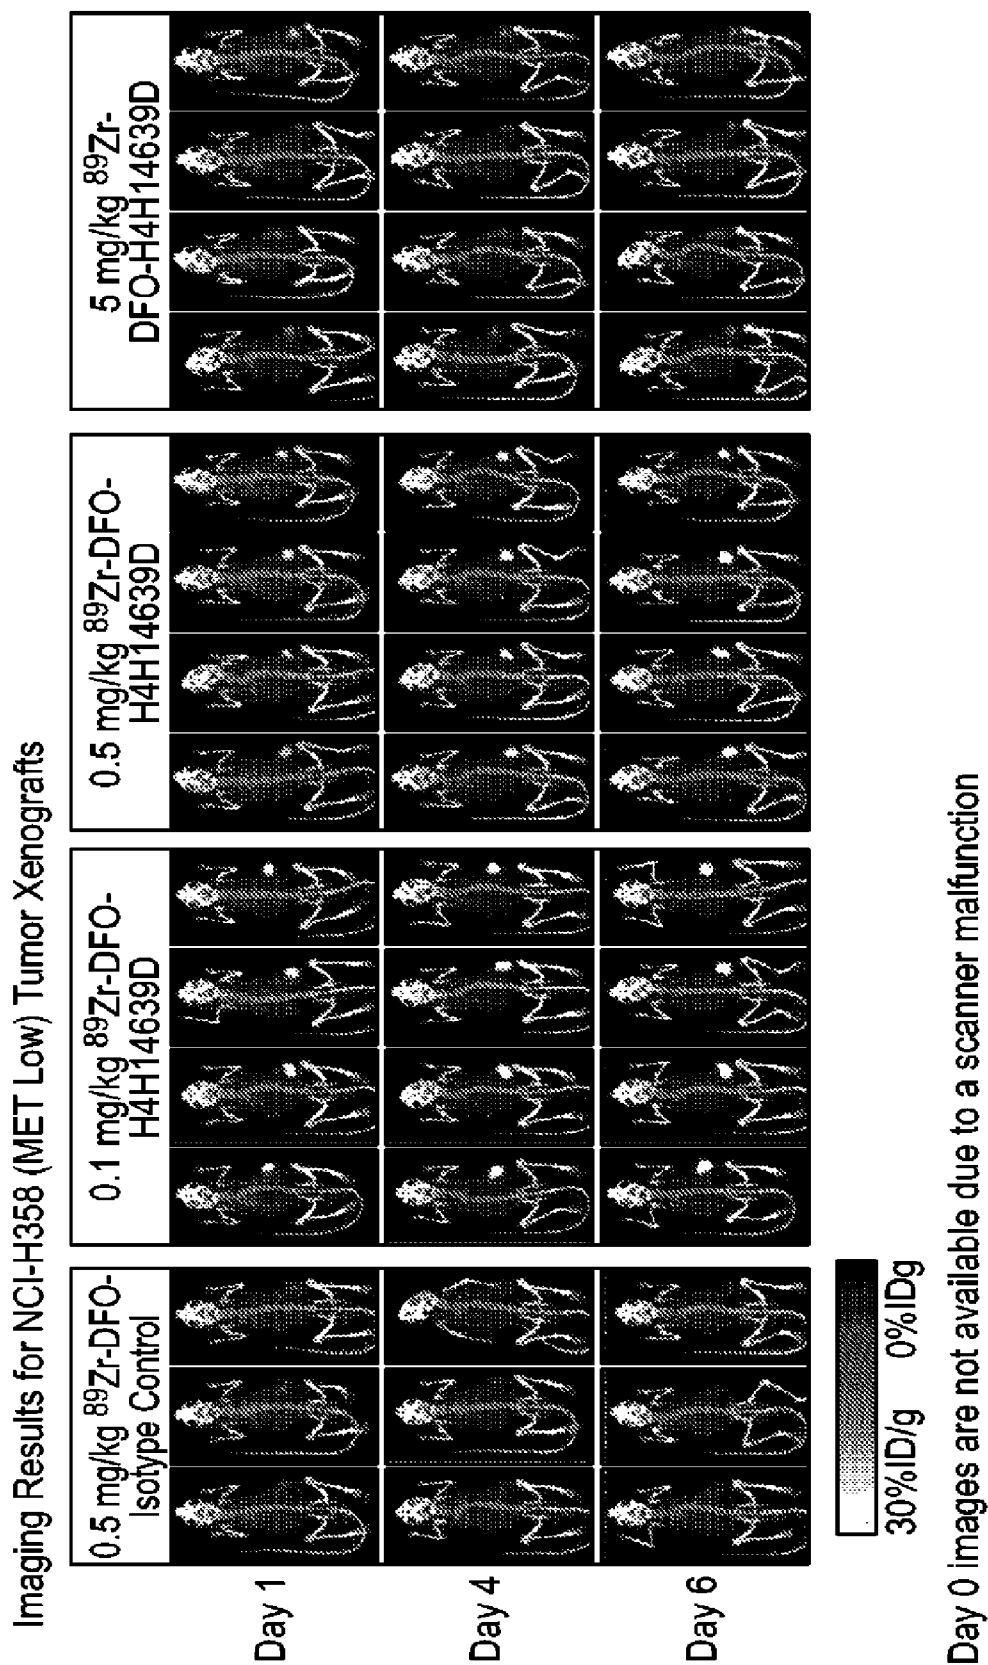 Imaging Results for NCI-H358 (MET Low) Tumor Xenografts
0.5 mg/kg 89Zr-DFO-
Isotype Control
0.1 mg/kg 89Zr-DFO-
H4H14639D
0.5 mg/kg 89Zr-DFO-
H4H14639D
5 mg/kg 89Zr-
DFO-H4H14639D
Day 1
Day 4
Day 6
30%ID/g
0%IDg
Day 0 images are not available due to a scanner malfunction